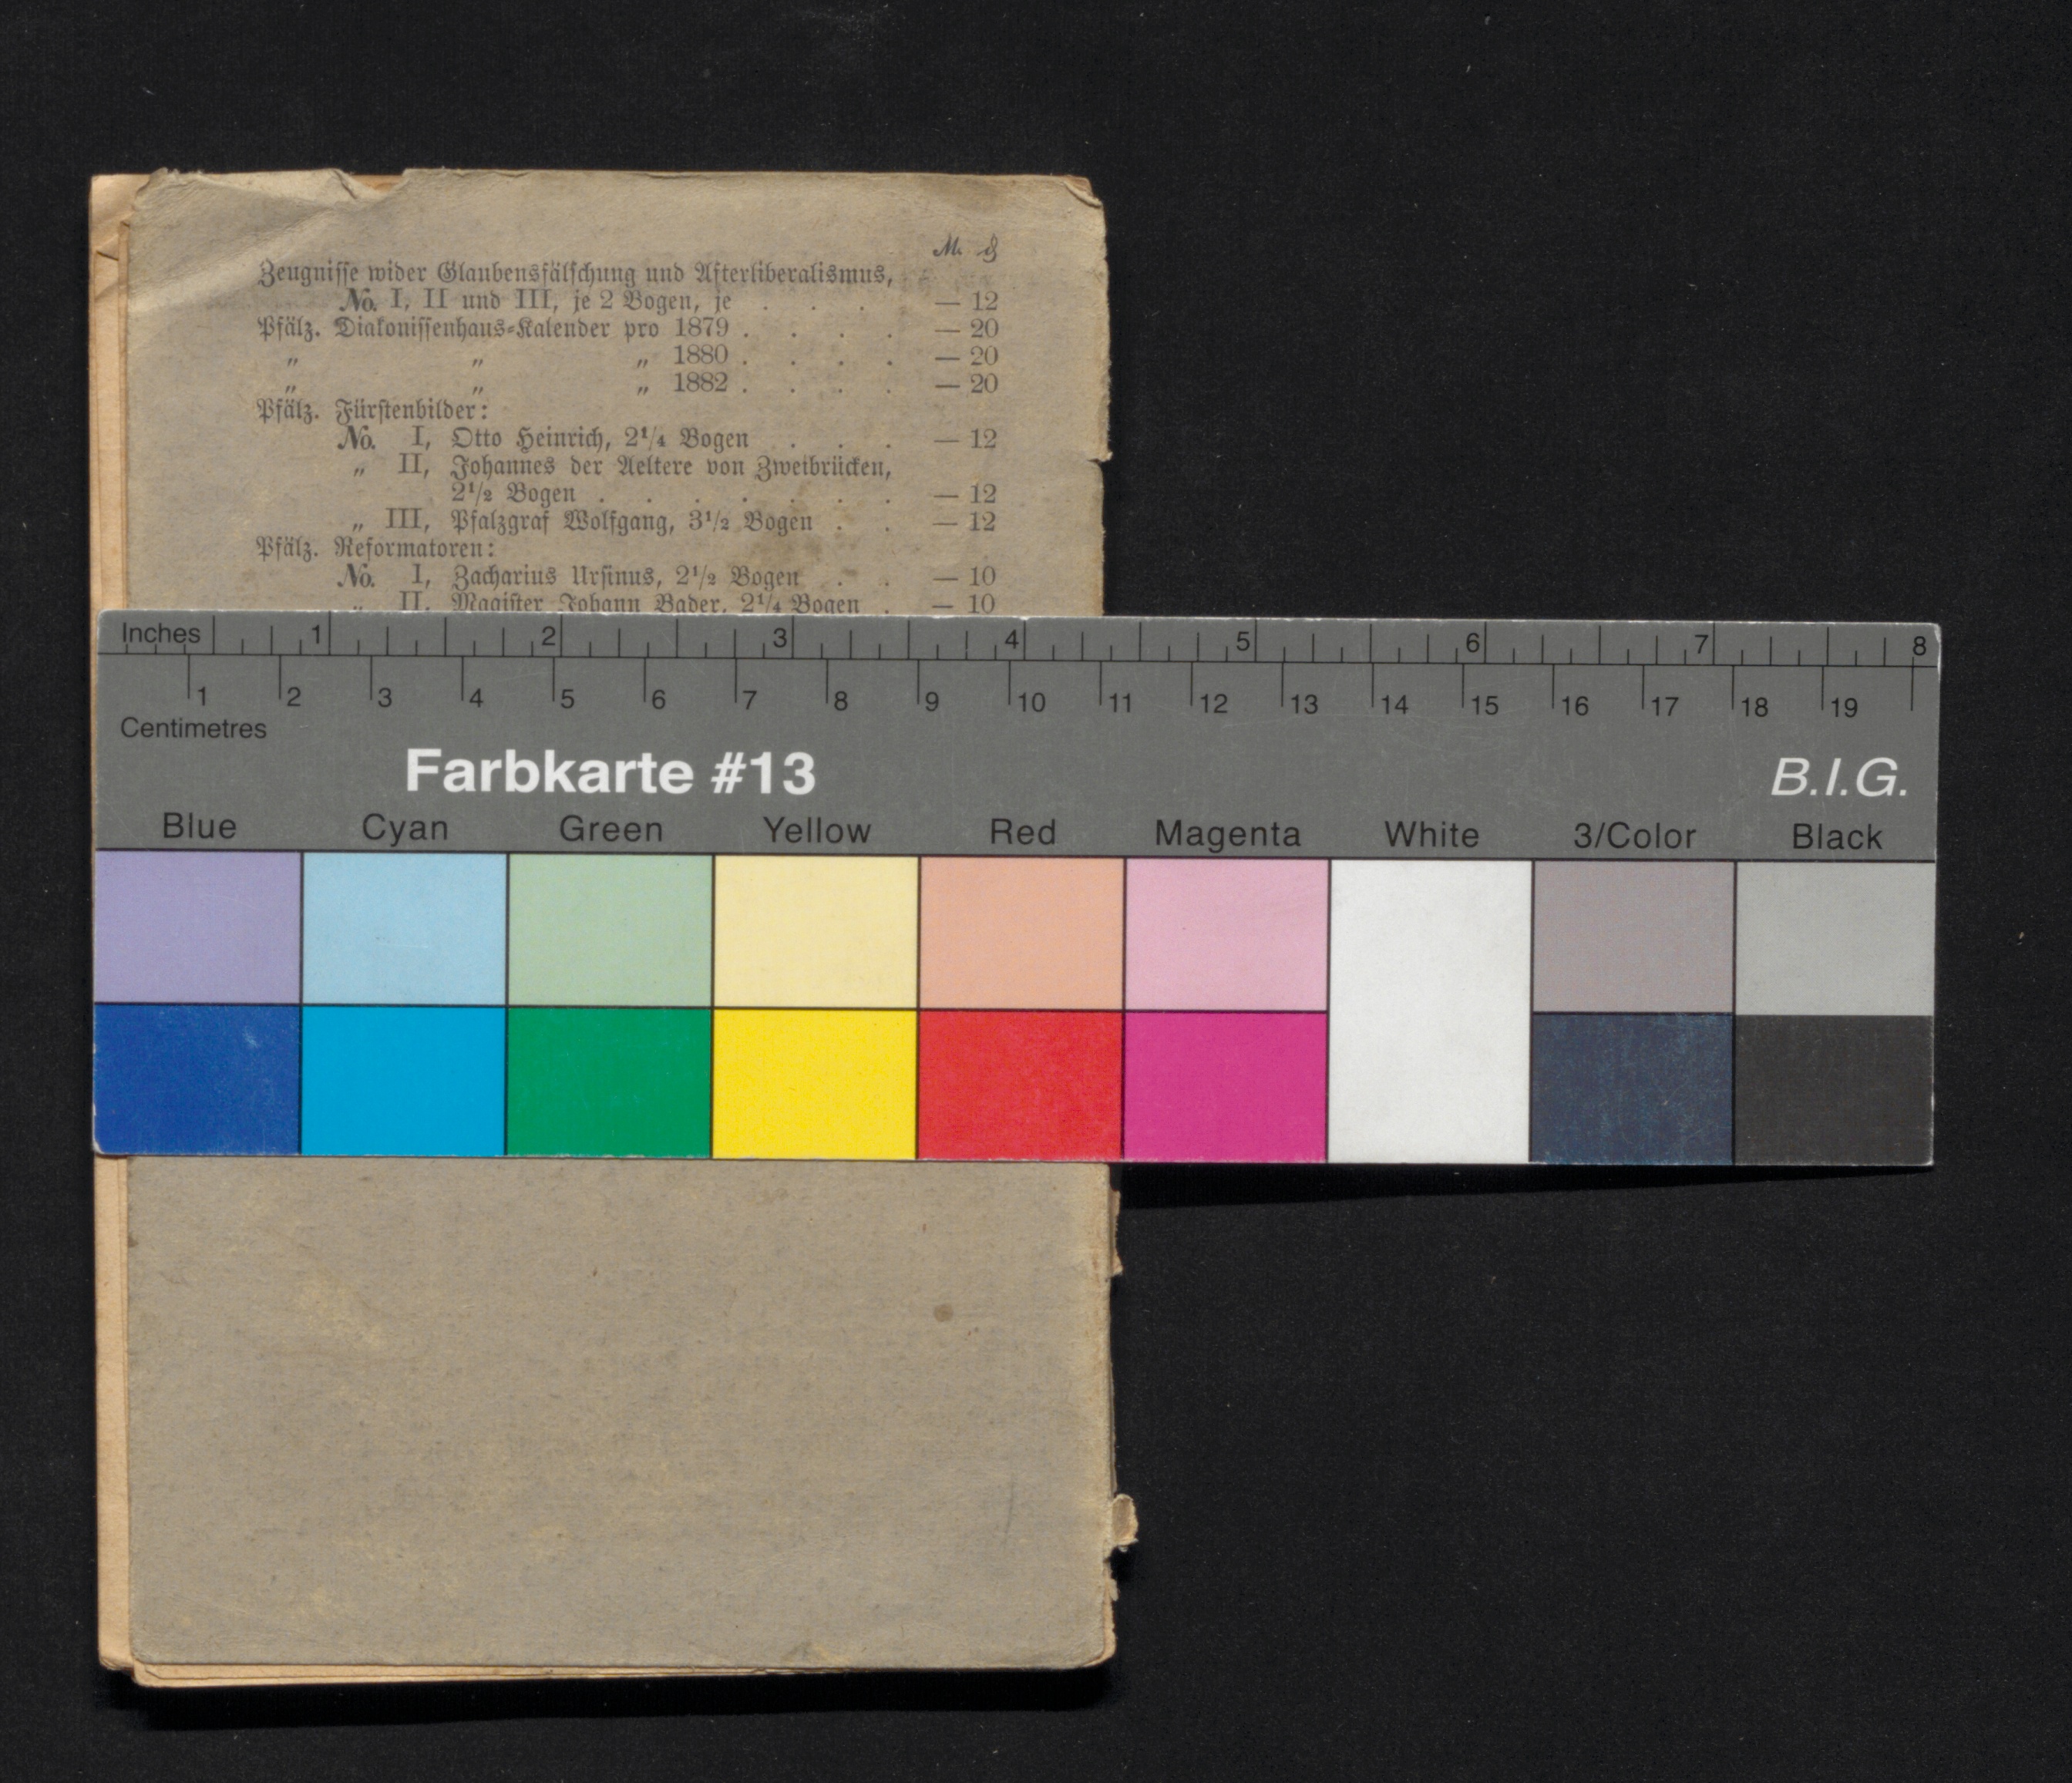 M. ₰
Zeugnisse wider Glaubensfälschung und Afterliberalismus,
No. I, II und III, je 2 Bogen, je . . . — 12
Pfälz. Diakonissenhaus-Kalender pro 1879 . . . . — 20
„ „ „ 1880 . . . . — 20
„ „ „ 1882 . . . . — 20
Pfälz. Fürstenbilder:
No. I, Otto Heinrich, 2¹/₄ Bogen . . . — 12
„ II, Johannes der Aeltere von Zweibrücken,
2¹/₂ Bogen . . . . . . . — 12
„ III, Pfalzgraf Wolfgang, 3¹/₂ Bogen . . — 12
Pfälz. Reformatoren:
No. I, Zacharius Ursinus, 2¹/₂ Bogen . . — 10
„ II, Magister Johann Bader, 2¹/₄ Bogen . — 10
Inches 1 2 3 4 5 6 7 8
1 2 3 4 5 6 7 8 9 10 11 12 13 14 15 16 17 18 19
Centimetres
Farbkarte #13 B.I.G.
Blue Cyan Green Yellow Red Magenta White 3/Color Black